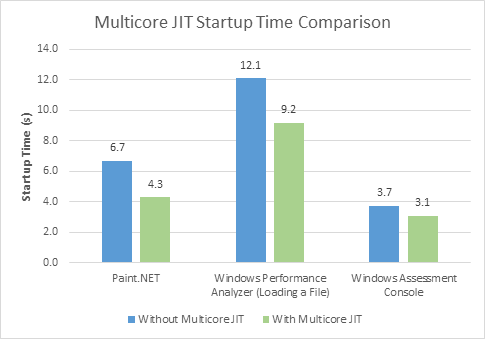 Multicore JIT Startup Time Comparison
14.0
12.0
10.0
8.0
6.0
4.0
2.0
0.0
Startup Time (s)
6.7
4.3
12.1
9.2
3.7
3.1
Paint.NET
Windows Performance
Analyzer (Loading a File)
Windows Assessment
Console
Without Multicore JIT
With Multicore JIT